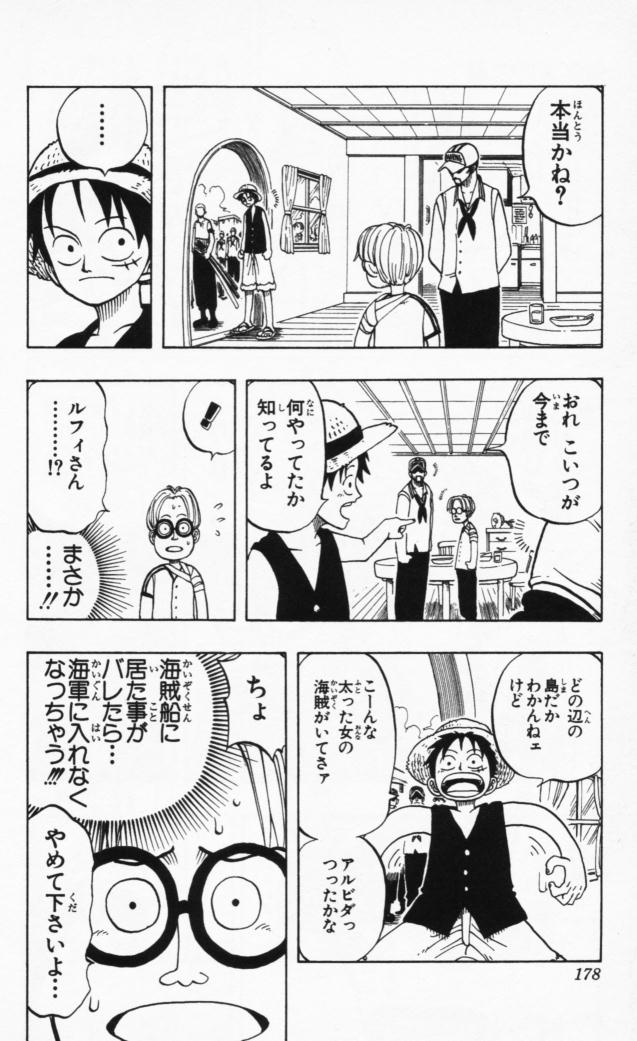 本当かね？
……
おれ こいつが
今まで
何やってたか
知ってるよ
！
ルフィさん
………!?
まさか
……!!
どの辺の
島だか
わかんねェ
けど
こーんな
太った女の
海賊がいてさァ
アルビダっ
つったかな
ちょ
海賊船に
居た事が
バレたら…
海軍に入れなく
なっちゃう!!!
やめて下さいよ…
178